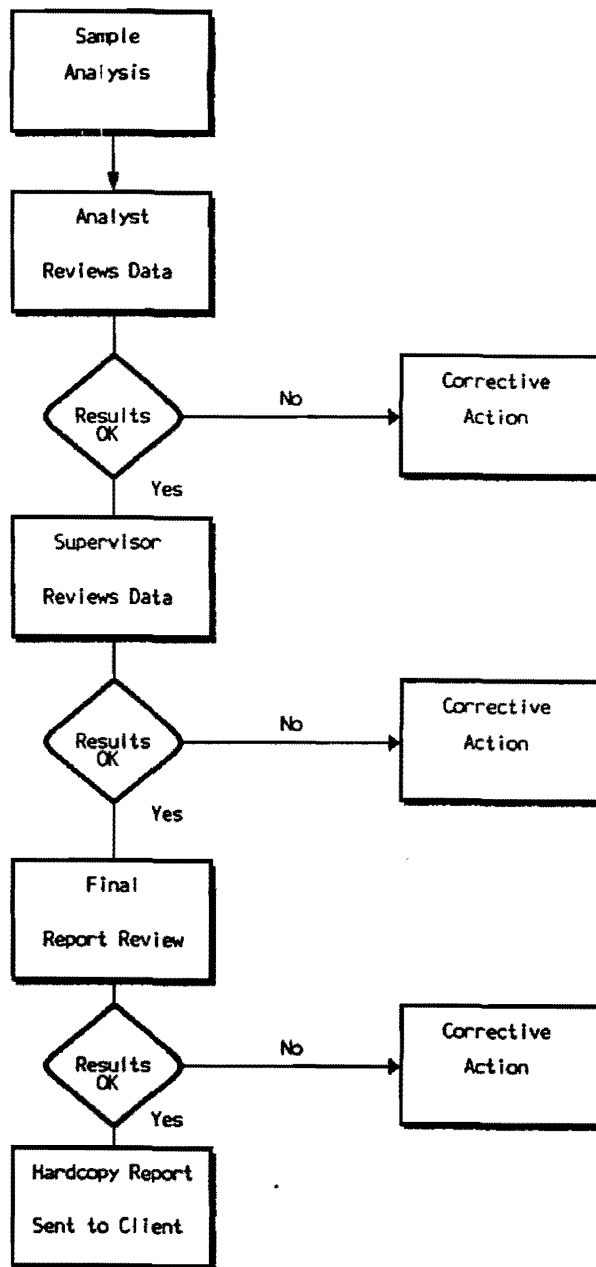 Sample
Analysis
Analyst
Reviews Data
Results
OK
No
Corrective
Action
Yes
Supervisor
Reviews Data
Results
OK
No
Corrective
Action
Yes
Final
Report Review
Results
OK
No
Corrective
Action
Yes
Hardcopy Report
Sent to Client